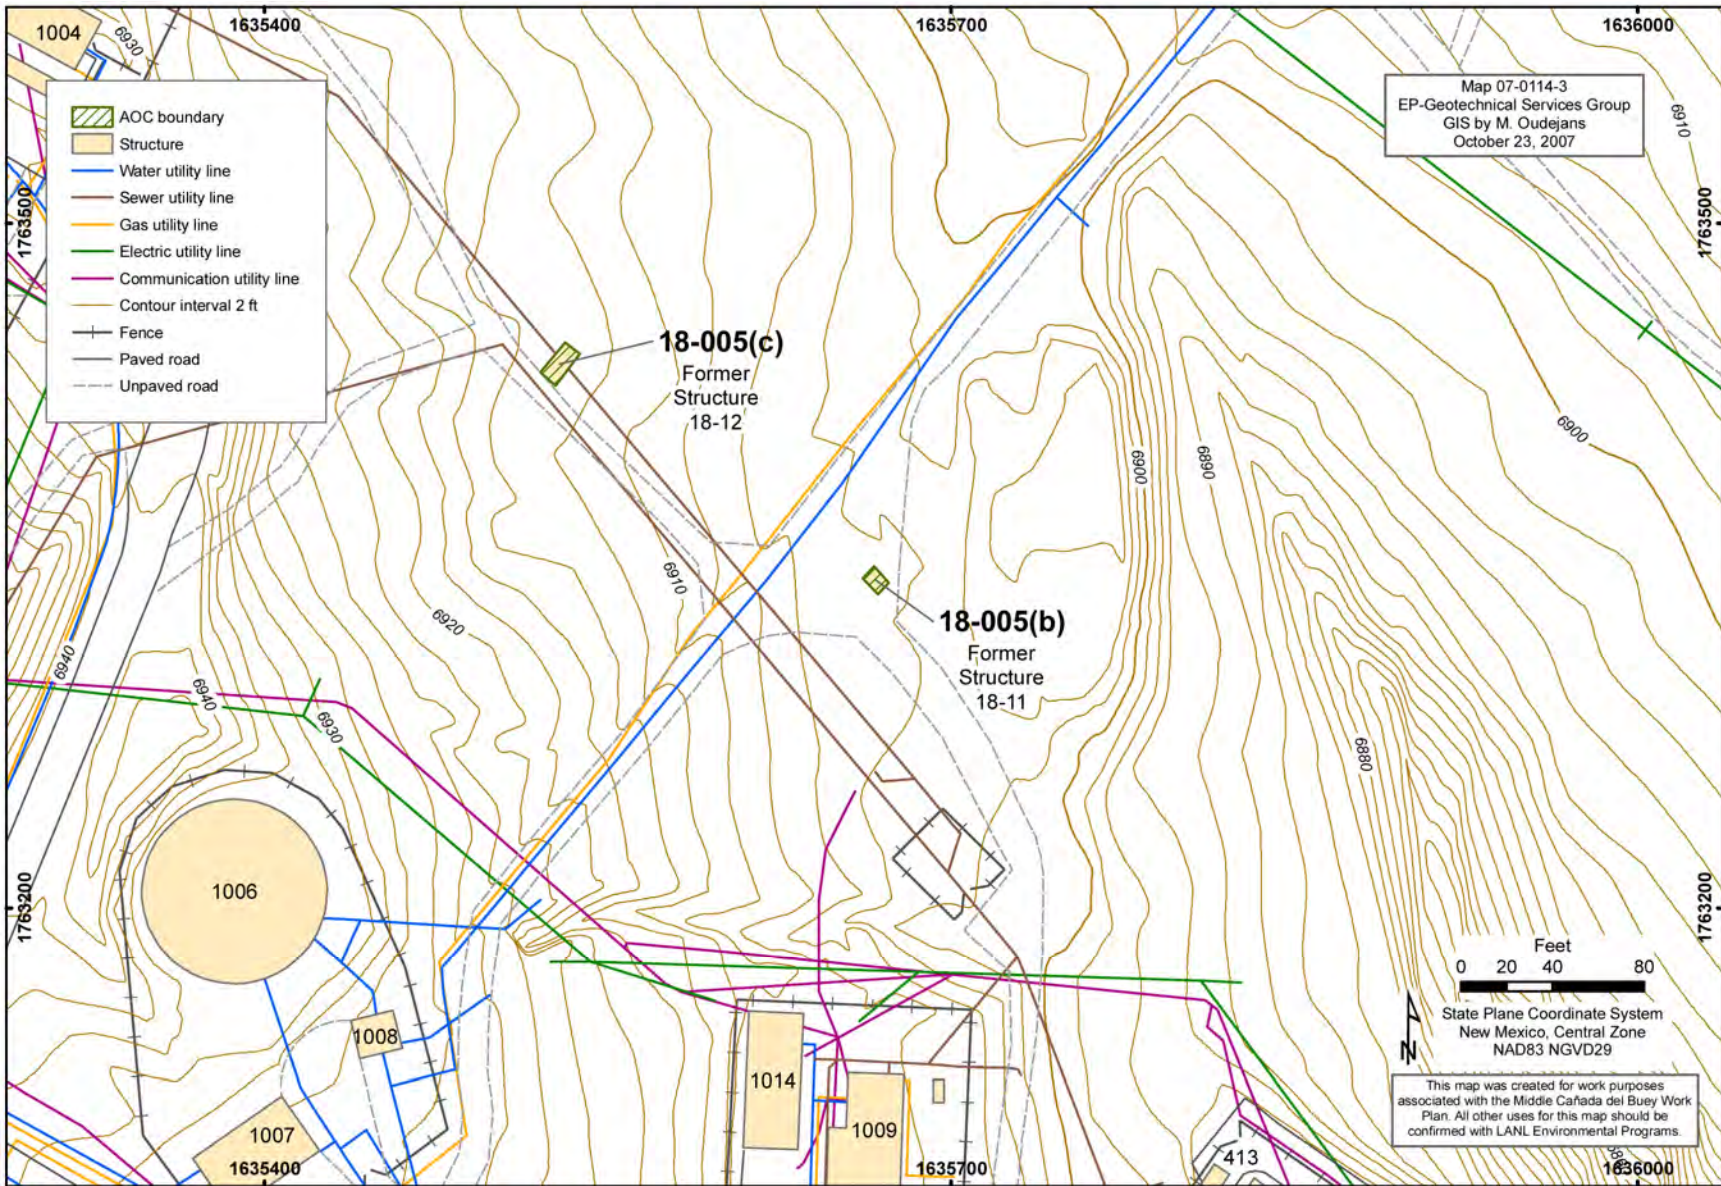 1635400
1635700
1636000
1004
6930
Map 07-0114-3
EP-Geotechnical Services Group
GIS by M. Oudejans
October 23, 2007
6910
AOC boundary
Structure
Water utility line
Sewer utility line
Gas utility line
Electric utility line
Communication utility line
Contour interval 2 ft
Fence
Paved road
Unpaved road
1763500
1763500
18-005(c)
Former
Structure
18-12
6900
6900
6890
6910
6920
18-005(b)
Former
Structure
18-11
6940
6940
6930
6880
1006
1763200
1763200
Feet
0 20 40 80
State Plane Coordinate System
New Mexico, Central Zone
NAD83 NGVD29
N
1008
1014
1009
1007
413
This map was created for work purposes
associated with the Middle Cañada del Buey Work
Plan. All other uses for this map should be
confirmed with LANL Environmental Programs.
1635400
1635700
1636000